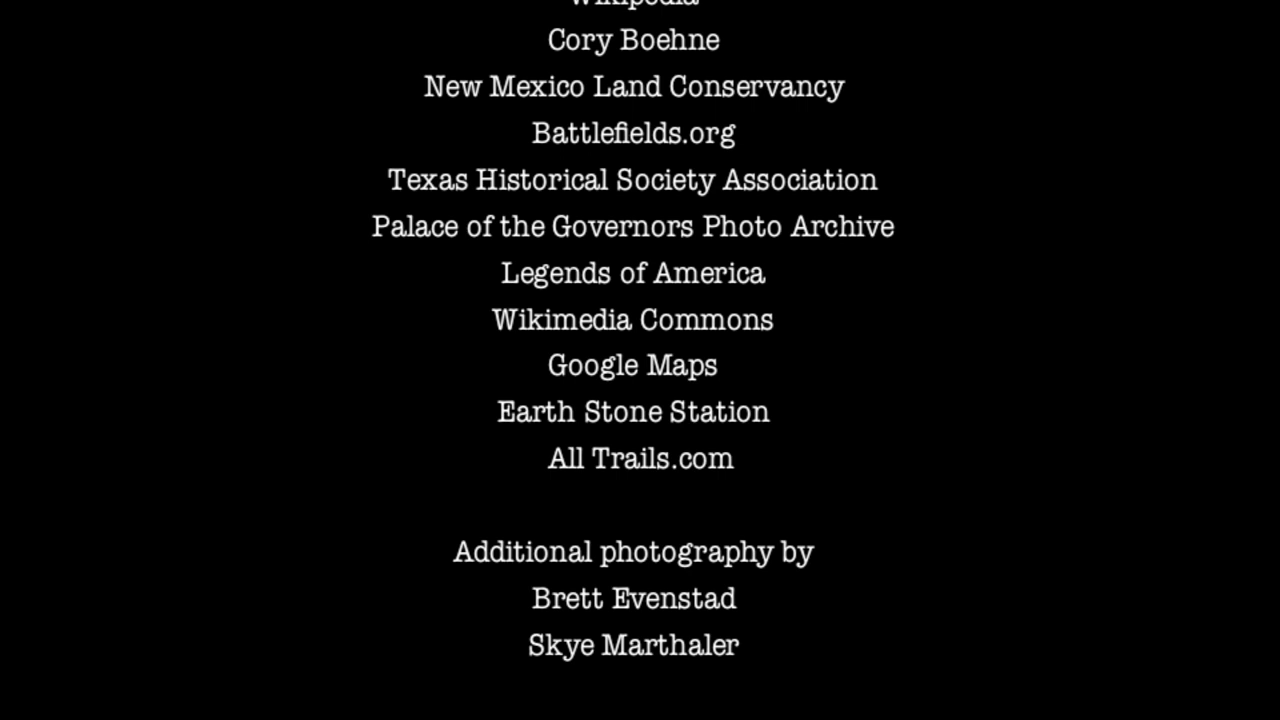 Wikipedia
Cory Boehne
New Mexico Land Conservancy
Battlefields.org
Texas Historical Society Association
Palace of the Governors Photo Archive
Legends of America
Wikimedia Commons
Google Maps
Earth Stone Station
All Trails.com
Additional photography by
Brett Evenstad
Skye Marthaler